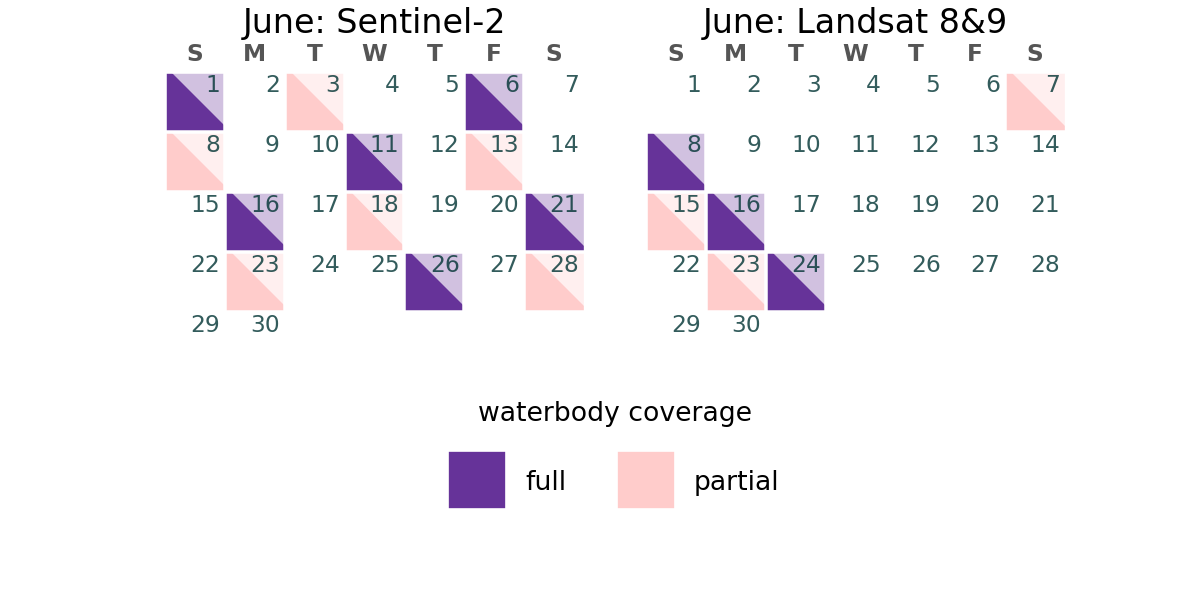 June: Sentinel-2
S M T W T F S
1 2 3 4 5 6 7
8 9 10 11 12 13 14
15 16 17 18 19 20 21
22 23 24 25 26 27 28
29 30
June: Landsat 8&9
S M T W T F S
1 2 3 4 5 6 7
8 9 10 11 12 13 14
15 16 17 18 19 20 21
22 23 24 25 26 27 28
29 30
waterbody coverage
full
partial